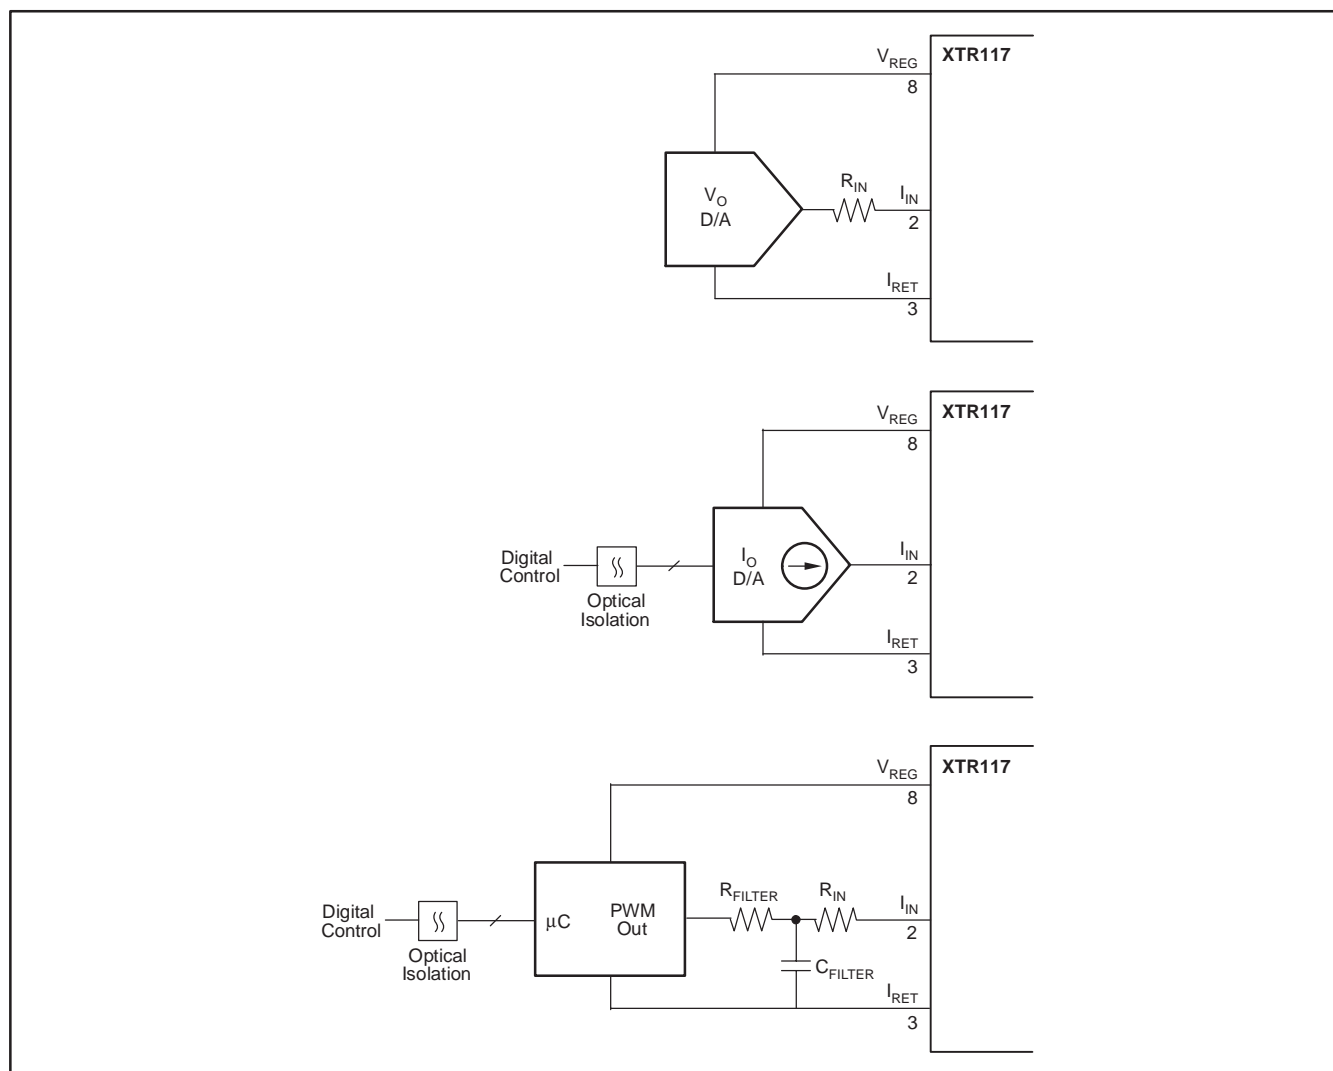 XTR117
V_REG
8
V_O
D/A
R_IN
I_IN
2
I_RET
3
XTR117
V_REG
8
Digital
Control
Optical
Isolation
I_O
D/A
I_IN
2
I_RET
3
XTR117
V_REG
8
Digital
Control
Optical
Isolation
µC
PWM
Out
R_FILTER
R_IN
C_FILTER
I_IN
2
I_RET
3